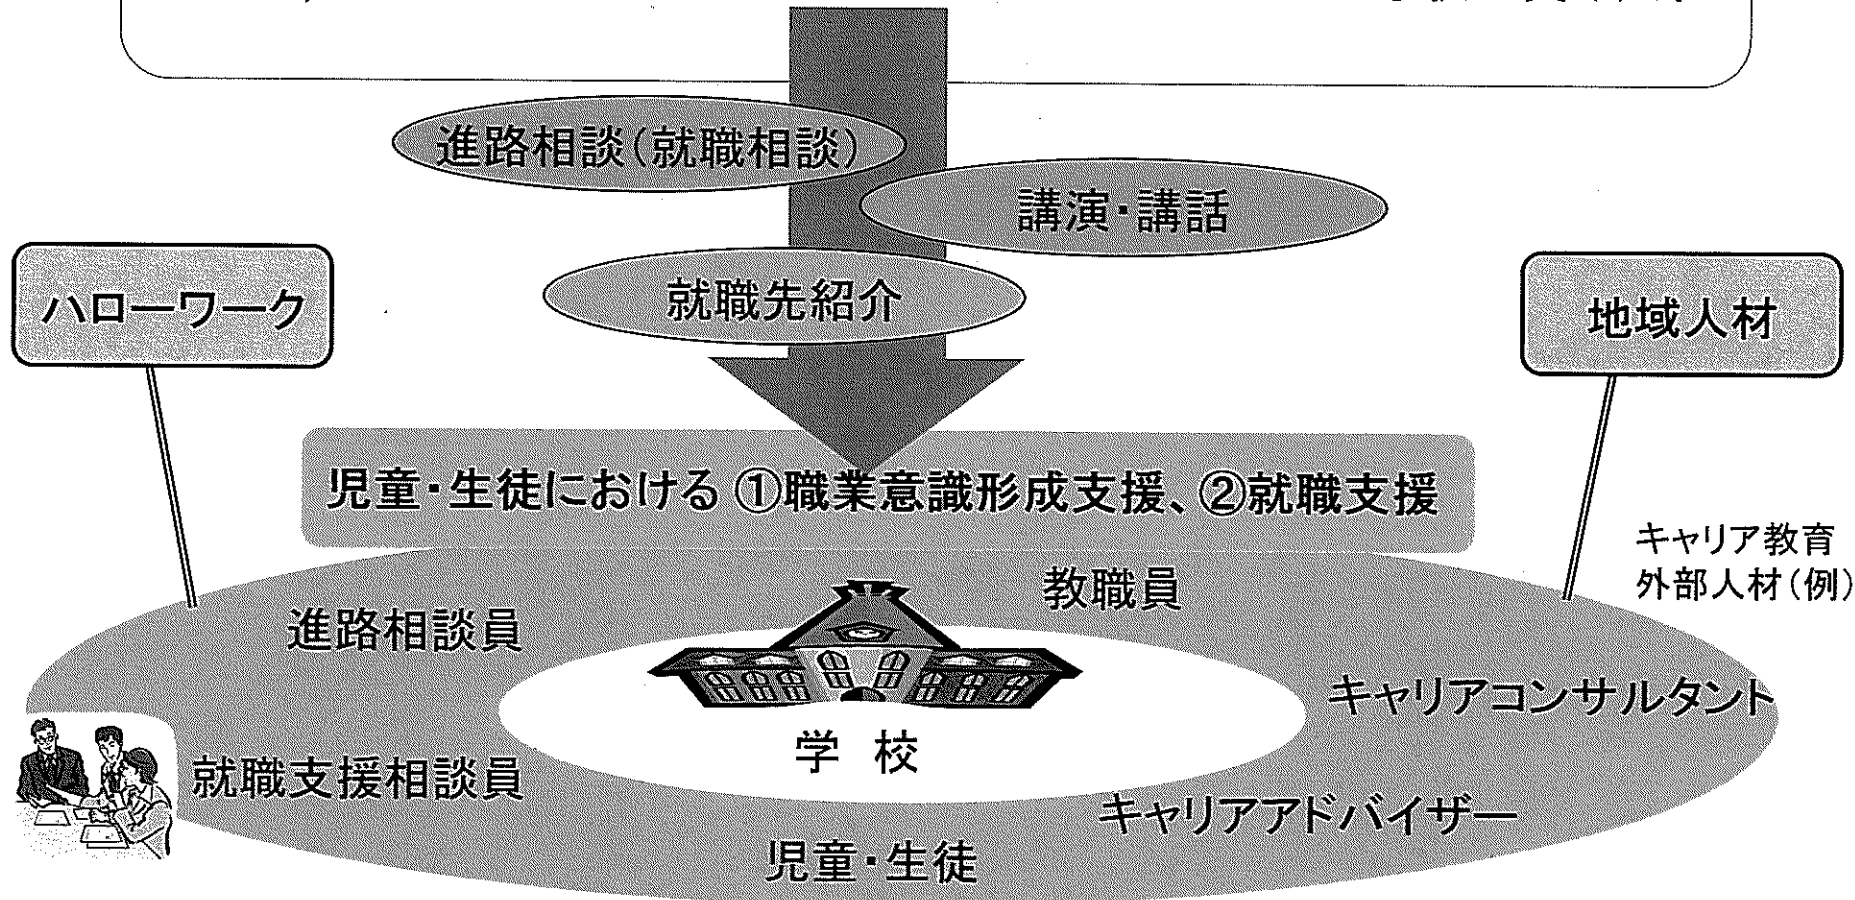 進路相談(就職相談)
講演・講話
就職先紹介
ハローワーク
地域人材
児童・生徒における ①職業意識形成支援、②就職支援
キャリア教育
外部人材(例)
教職員
進路相談員
キャリアコンサルタント
学 校
就職支援相談員
キャリアアドバイザー
児童・生徒